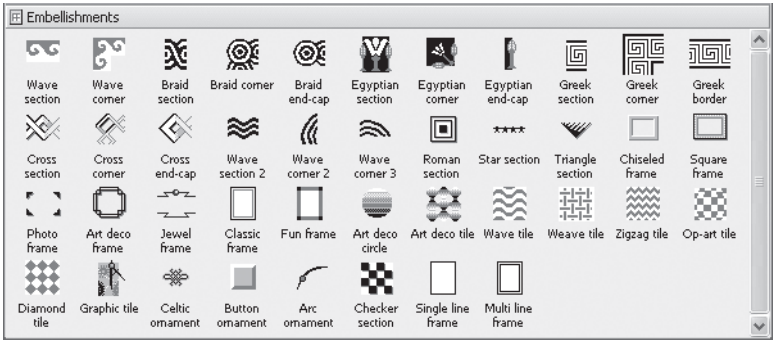 Embellishments
Wave section
Wave corner
Braid section
Braid corner
Braid end-cap
Egyptian section
Egyptian corner
Egyptian end-cap
Greek section
Greek corner
Greek border
Cross section
Cross corner
Cross end-cap
Wave section 2
Wave corner 2
Wave corner 3
Roman section
Star section
Triangle section
Chiseled frame
Square frame
Photo frame
Art deco frame
Jewel frame
Classic frame
Fun frame
Art deco circle
Art deco tile
Wave tile
Weave tile
Zigzag tile
Op-art tile
Diamond tile
Graphic tile
Celtic ornament
Button ornament
Arc ornament
Checker section
Single line frame
Multi line frame